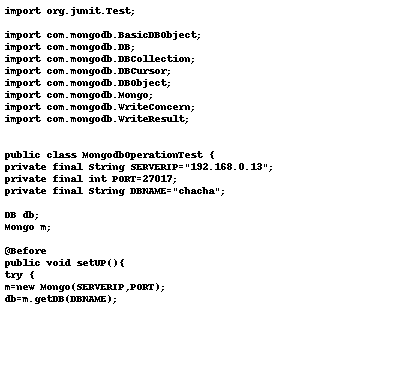 import org.junit.Test;
import com.mongodb.BasicDBObject;
import com.mongodb.DB;
import com.mongodb.DBCollection;
import com.mongodb.DBCursor;
import com.mongodb.DBObject;
import com.mongodb.Mongo;
import com.mongodb.WriteConcern;
import com.mongodb.WriteResult;
public class MongodbOperationTest {
private final String SERVERIP="192.168.0.13";
private final int PORT=27017;
private final String DBNAME="chacha";
DB db;
Mongo m;
@Before
public void setUP(){
try {
m=new Mongo(SERVERIP,PORT);
db=m.getDB(DBNAME);